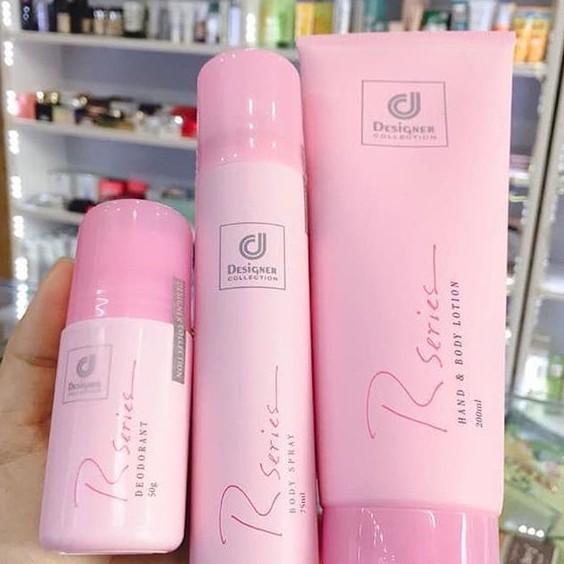 Designer
COLLECTION
R series
DEODORANT
50g
DESIGNER COLLECTION
Designer
COLLECTION
R series
BODY SPRAY
75ml
Designer
COLLECTION
R series
HAND & BODY LOTION
200ml